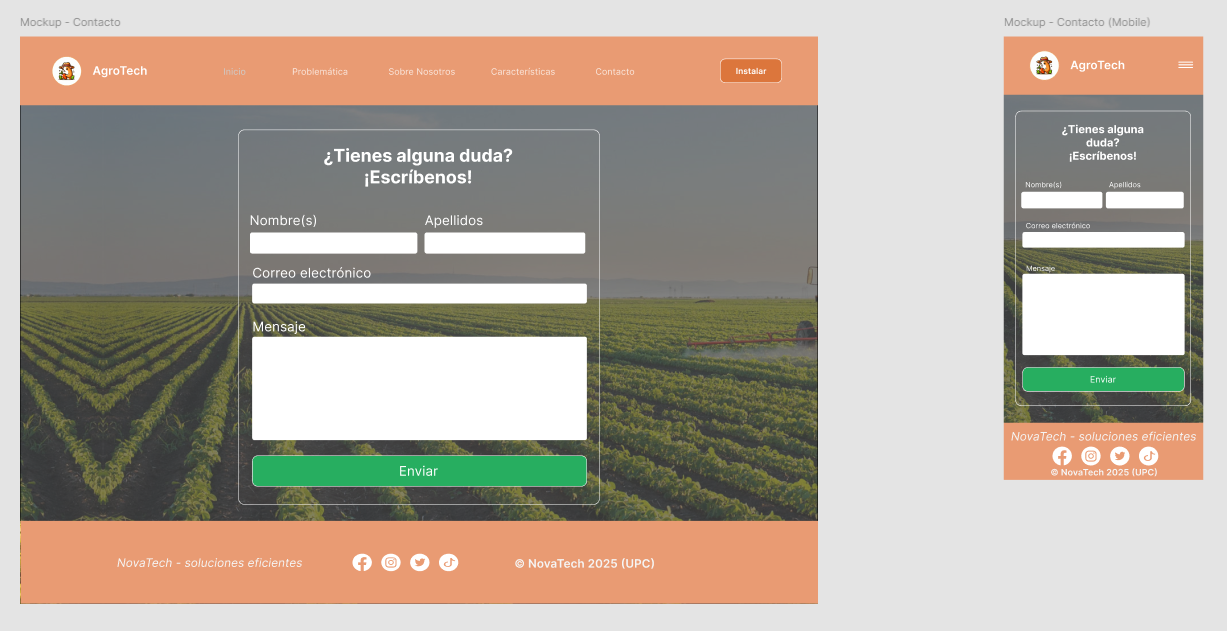 Mockup - Contacto
AgroTech
Inicio
Problemática
Sobre Nosotros
Características
Contacto
Instalar
¿Tienes alguna duda?
¡Escríbenos!
Nombre(s)
Apellidos
Correo electrónico
Mensaje
Enviar
NovaTech - soluciones eficientes
© NovaTech 2025 (UPC)
Mockup - Contacto (Mobile)
AgroTech
¿Tienes alguna
duda?
¡Escríbenos!
Nombre(s)
Apellidos
Correo electrónico
Mensaje
Enviar
NovaTech - soluciones eficientes
© NovaTech 2025 (UPC)